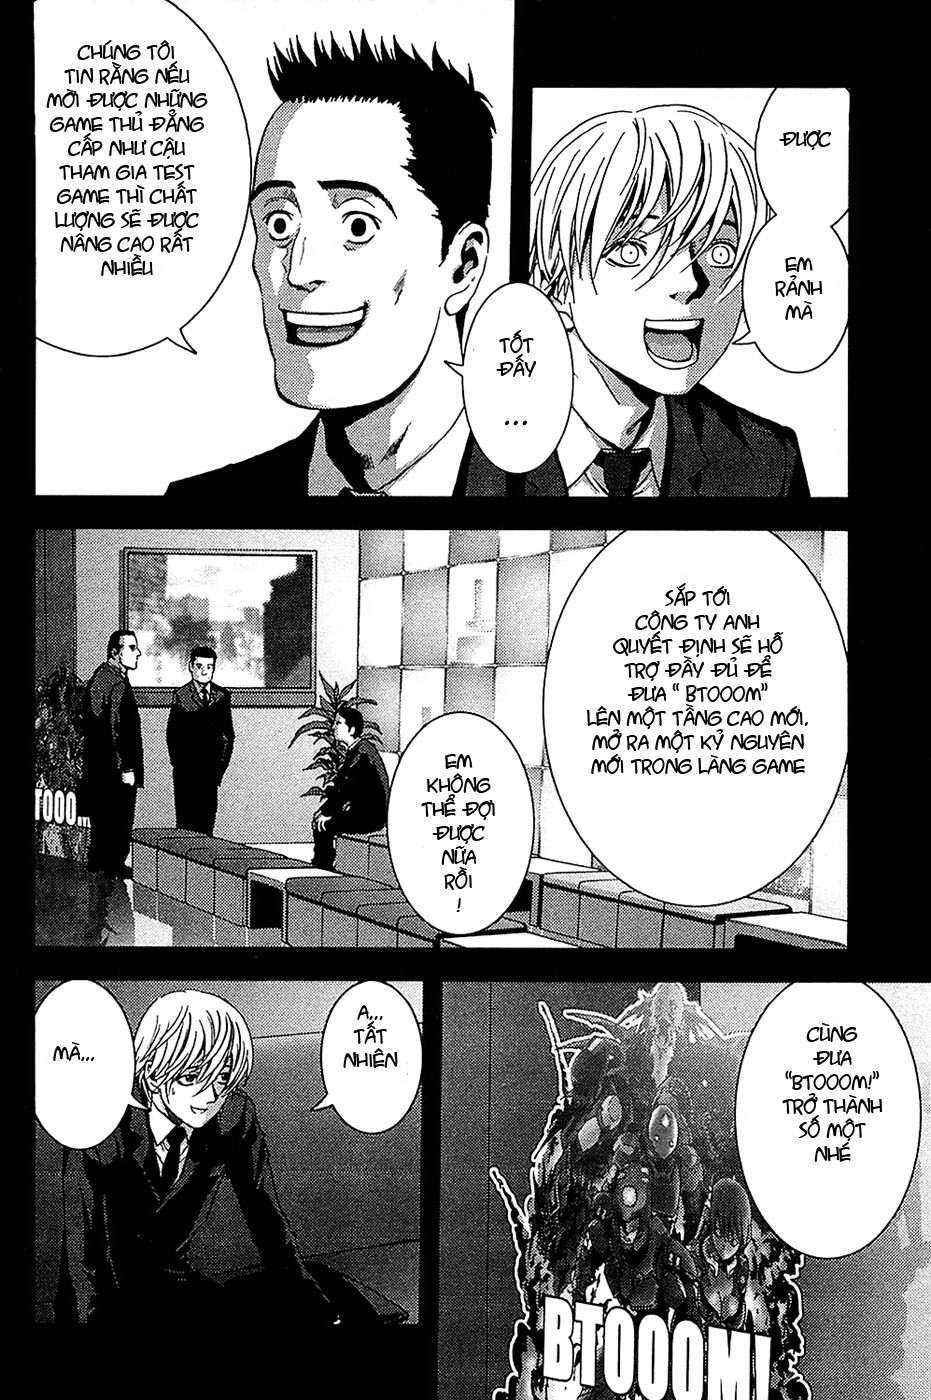 ĐƯỢC
EM
RẢNH
MÀ
TỐT
ĐẤY
...
CHÚNG TÔI
TIN RẰNG NẾU
MỜI ĐƯỢC NHỮNG
GAME THỦ ĐẲNG
CẤP NHƯ CẬU
THAM GIA TEST
GAME THÌ CHẤT
LƯỢNG SẼ ĐƯỢC
NÂNG CAO RẤT
NHIỀU
SẮP TỚI
CÔNG TY ANH
QUYẾT ĐỊNH SẼ HỖ
TRỢ ĐẦY ĐỦ ĐỂ
ĐƯA " BTOOOM"
LÊN MỘT TẦNG CAO MỚI,
MỞ RA MỘT KỶ NGUYÊN
MỚI TRONG LÀNG GAME
EM
KHÔNG
THỂ ĐỢI
ĐƯỢC
NỮA
RỒI
!
TOOO..m
CÙNG
ĐƯA
"BTOOOM!"
TRỞ THÀNH
SỐ MỘT
NHÉ
BTOOOM!
A...
TẤT
NHIÊN
MÀ...